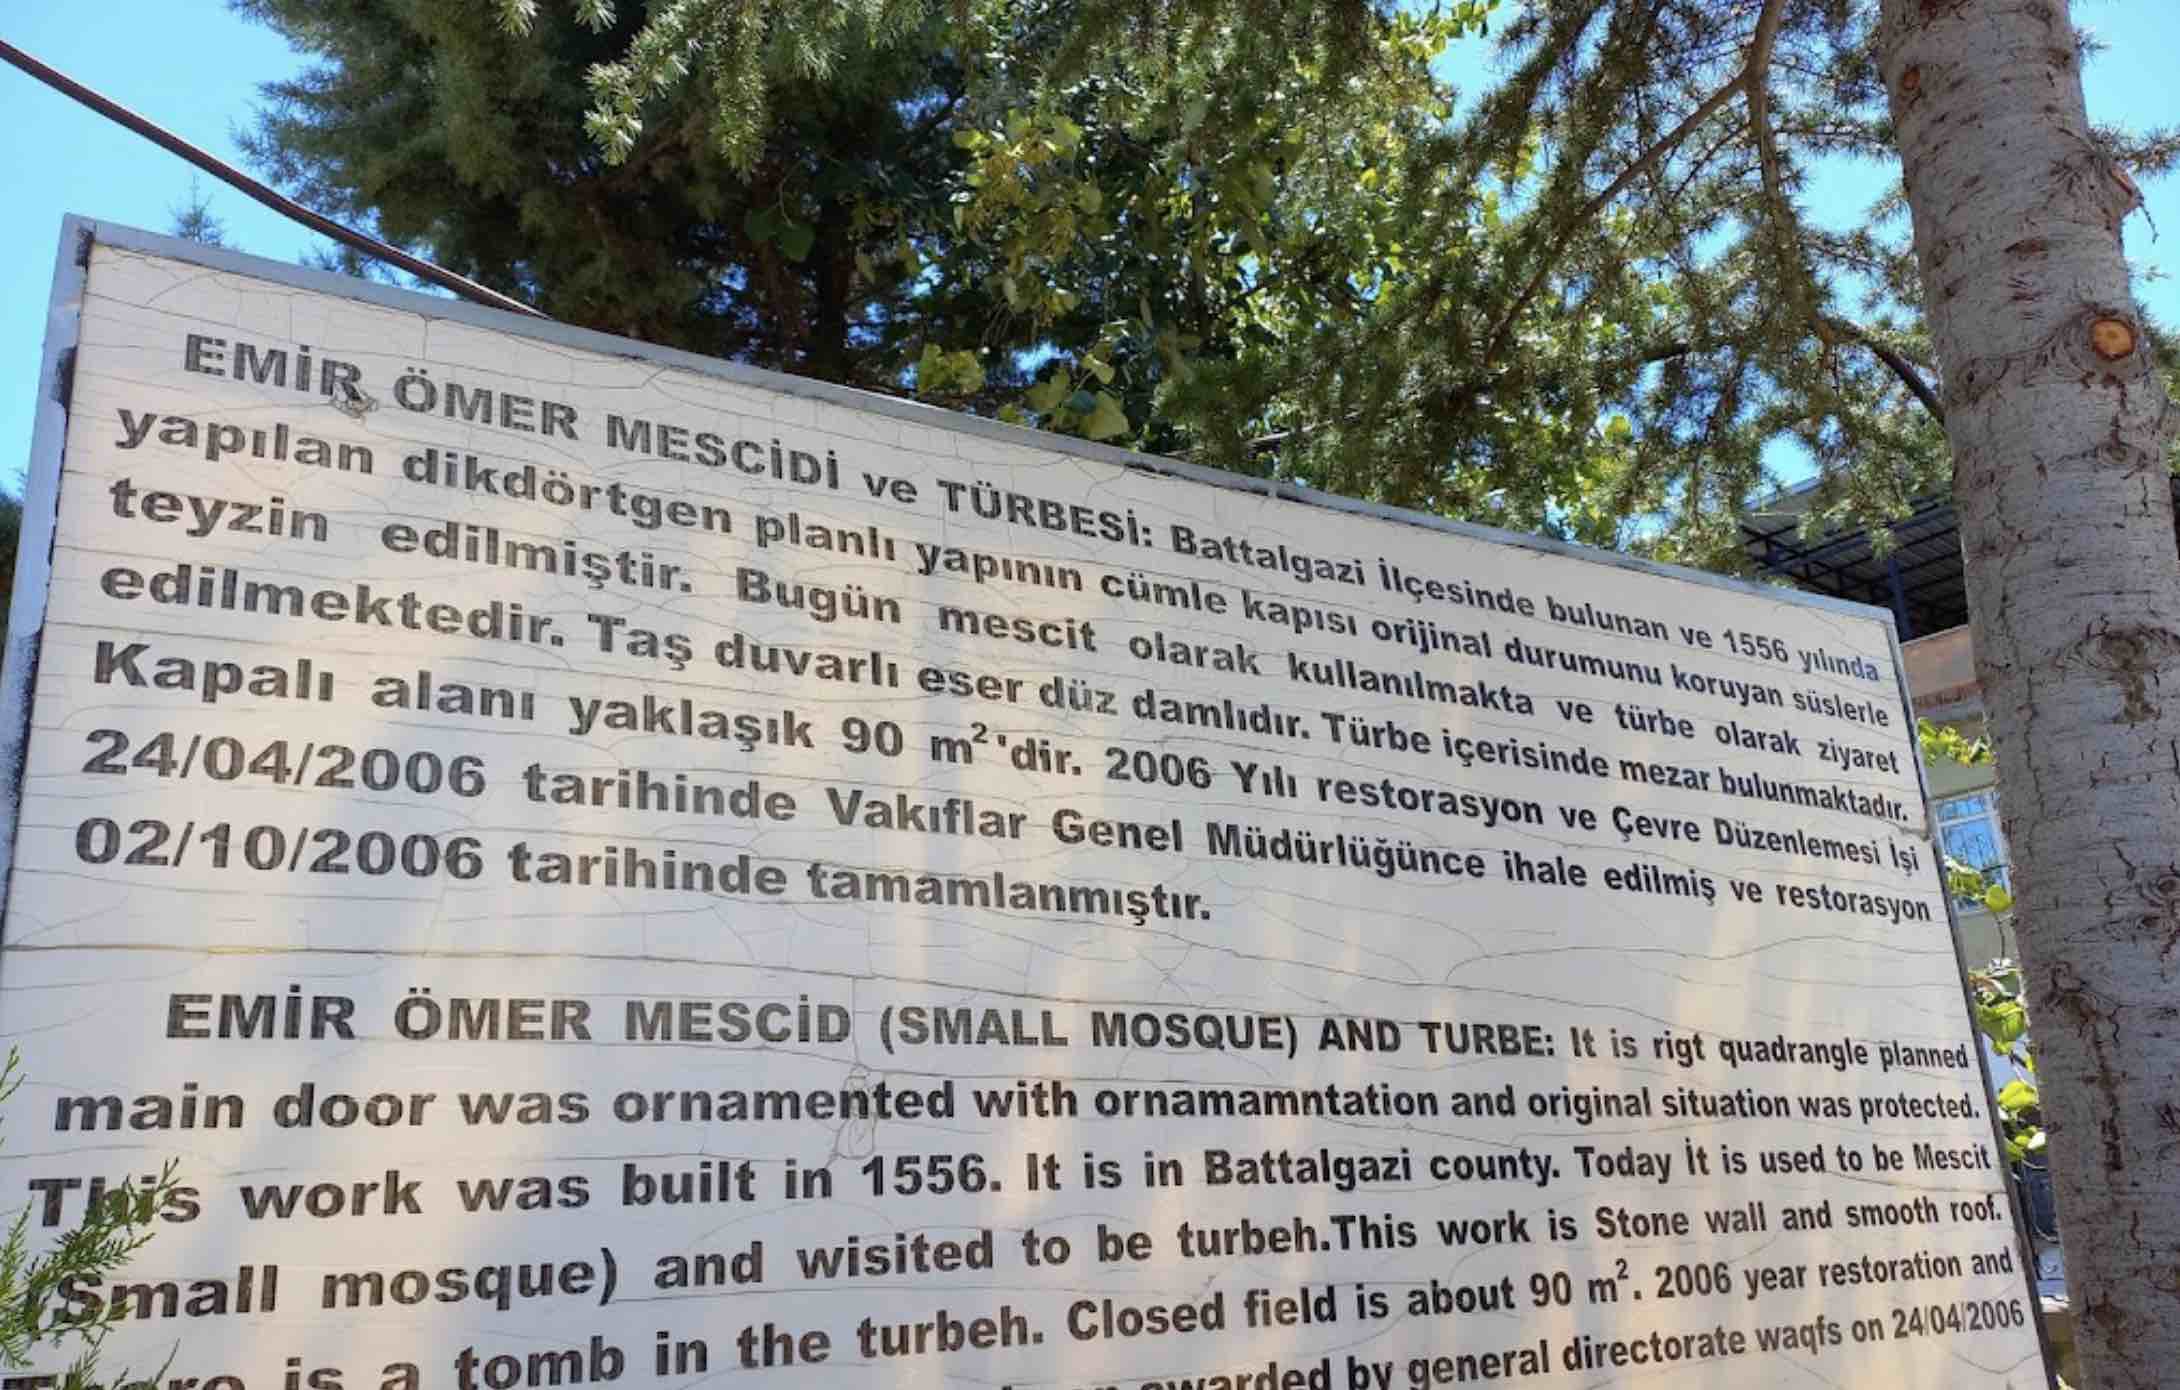 EMİR ÖMER MESCİDİ ve TÜRBESİ: Battalgazi İlçesinde bulunan ve 1556 yılında
yapılan dikdörtgen planlı yapının cümle kapısı orijinal durumunu koruyan süslerle
teyzin edilmiştir. Bugün mescit olarak kullanılmakta ve türbe olarak ziyaret
edilmektedir. Taş duvarlı eser düz damlıdır. Türbe içerisinde mezar bulunmaktadır.
Kapalı alanı yaklaşık 90 m²'dir. 2006 Yılı restorasyon ve Çevre Düzenlemesi İşi
24/04/2006 tarihinde Vakıflar Genel Müdürlüğünce ihale edilmiş ve restorasyon
02/10/2006 tarihinde tamamlanmıştır.
EMİR ÖMER MESCİD (SMALL MOSQUE) AND TURBE: It is rigt quadrangle planned
main door was ornamented with ornamamntation and original situation was protected.
This work was built in 1556. It is in Battalgazi county. Today İt is used to be Mescit
(Small mosque) and wisited to be turbeh.This work is Stone wall and smooth roof.
is a tomb in the turbeh. Closed field is about 90 m². 2006 year restoration and
awarded by general directorate waqfs on 24/04/2006